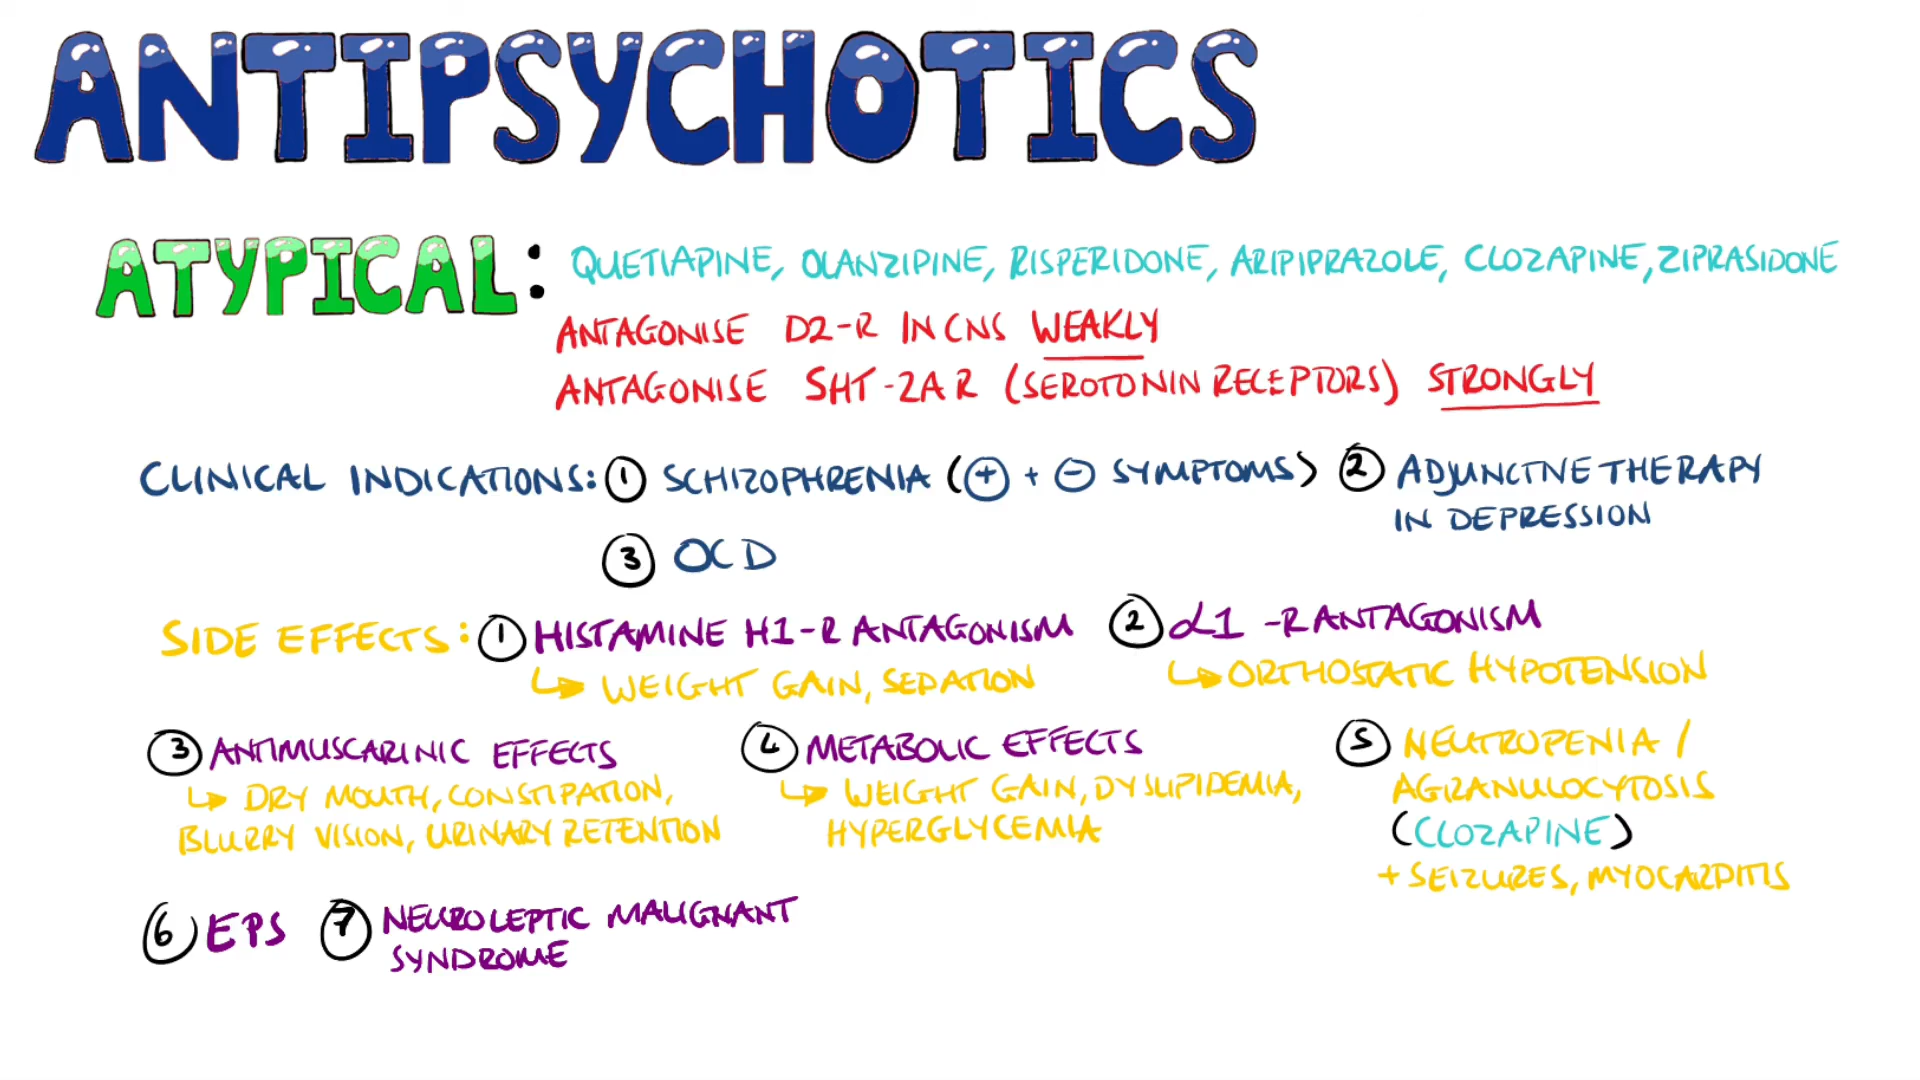 ANTIPSYCHOTICS
ATYPICAL: QUETIAPINE, OLANZIPINE, RISPERIDONE, ARIPIPRAZOLE, CLOZAPINE, ZIPRASIDONE
ANTAGONISE D2-R IN CNS WEAKLY
ANTAGONISE 5HT-2AR (SEROTONIN RECEPTORS) STRONGLY
CLINICAL INDICATIONS: ① SCHIZOPHRENIA (⊕ + ⊖ SYMPTOMS) ② ADJUNCTIVE THERAPY
IN DEPRESSION
③ OCD
SIDE EFFECTS: ① HISTAMINE H1-R ANTAGONISM ② α1 -R ANTAGONISM
↳ WEIGHT GAIN, SEDATION ↳ ORTHOSTATIC HYPOTENSION
③ ANTIMUSCARINIC EFFECTS
↳ DRY MOUTH, CONSTIPATION,
BLURRY VISION, URINARY RETENTION
④ METABOLIC EFFECTS
↳ WEIGHT GAIN, DYSLIPIDEMIA,
HYPERGLYCEMIA
⑤ NEUTROPENIA /
AGRANULOCYTOSIS
(CLOZAPINE)
+ SEIZURES, MYOCARDITIS
⑥ EPS ⑦ NEUROLEPTIC MALIGNANT
SYNDROME